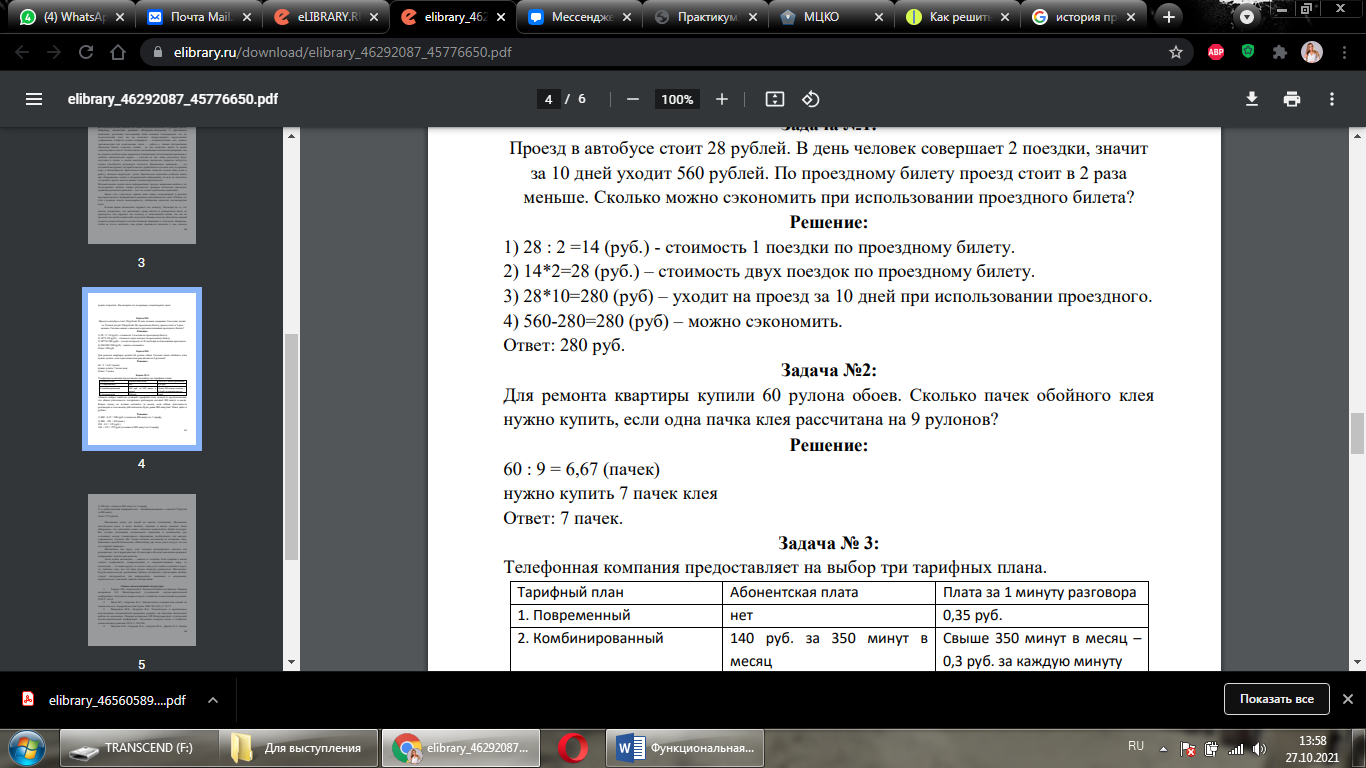 (4) WhatsAp
Почта Mail.
eLIBRARY.RU
elibrary_462
Мессендже
Практикум
МЦКО
Как решить
история пр
elibrary.ru/download/elibrary_46292087_45776650.pdf
ABP
elibrary_46292087_45776650.pdf
4 / 6
100%
Задача №1:
Проезд в автобусе стоит 28 рублей. В день человек совершает 2 поездки, значит
за 10 дней уходит 560 рублей. По проездному билету проезд стоит в 2 раза
меньше. Сколько можно сэкономить при использовании проездного билета?
Решение:
1) 28 : 2 =14 (руб.) - стоимость 1 поездки по проездному билету.
2) 14*2=28 (руб.) – стоимость двух поездок по проездному билету.
3) 28*10=280 (руб) – уходит на проезд за 10 дней при использовании проездного.
4) 560-280=280 (руб) – можно сэкономить.
Ответ: 280 руб.
Задача №2:
Для ремонта квартиры купили 60 рулона обоев. Сколько пачек обойного клея
нужно купить, если одна пачка клея рассчитана на 9 рулонов?
Решение:
60 : 9 = 6,67 (пачек)
нужно купить 7 пачек клея
Ответ: 7 пачек.
Задача № 3:
Телефонная компания предоставляет на выбор три тарифных плана.
Тарифный план Абонентская плата Плата за 1 минуту разговора
1. Повременный нет 0,35 руб.
2. Комбинированный 140 руб. за 350 минут в Свыше 350 минут в месяц –
месяц 0,3 руб. за каждую минуту
3
4
5
elibrary_46560589....pdf
Показать все
TRANSCEND (F:)
Для выступления
elibrary_46292087...
Функциональная...
RU
13:58
27.10.2021